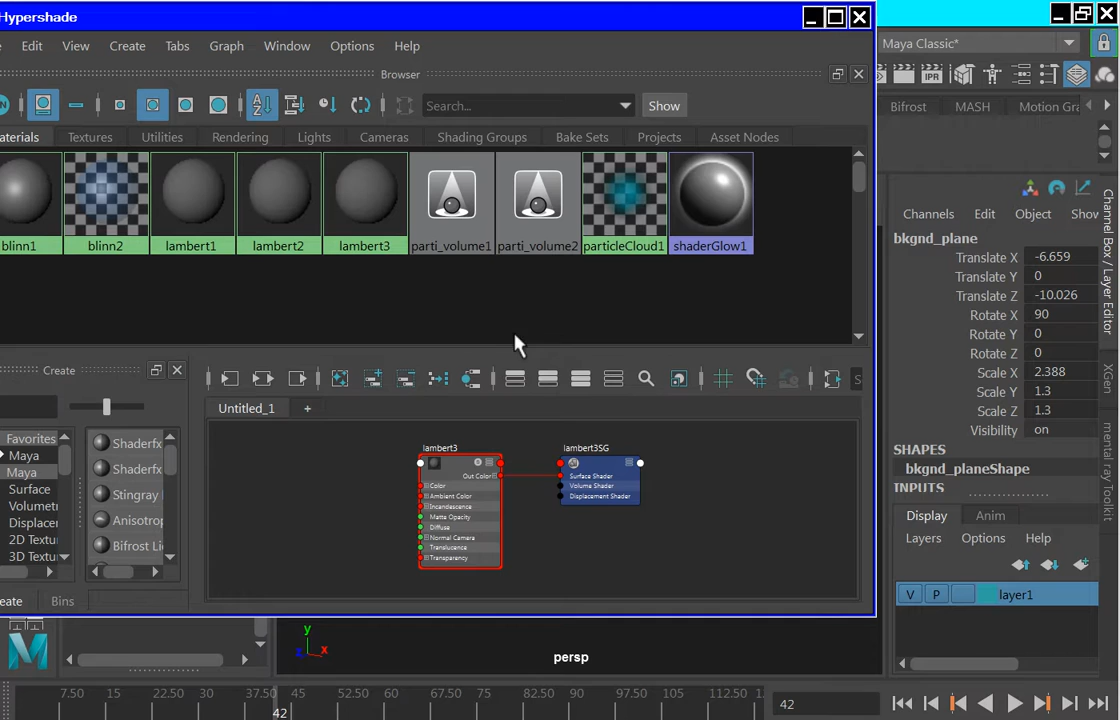 Hypershade
Edit View Create Tabs Graph Window Options Help
Maya Classic*
Browser
IPR
Search...
Show
Bifrost MASH Motion Gra
aterials Textures Utilities Rendering Lights Cameras Shading Groups Bake Sets Projects Asset Nodes
blinn1 blinn2 lambert1 lambert2 lambert3 parti_volume1 parti_volume2 particleCloud1 shaderGlow1
Channels Edit Object Show
bkgnd_plane
Translate X -6.659
Translate Y 0
Translate Z -10.026
Rotate X 90
Rotate Y 0
Rotate Z 0
Scale X 2.388
Scale Y 1.3
Scale Z 1.3
Visibility on
SHAPES
bkgnd_planeShape
INPUTS
Channel Box / Layer Editor
XGen
mental ray Toolkit
Display Anim
Layers Options Help
V P layer1
Create
Untitled_1 +
Favorites
Maya
Maya
Surface
Volumetr
Displacer
2D Textu
3D Textu
Shaderfx
Shaderfx
Stingray
Anisotrop
Bifrost Lic
eate Bins
lambert3
Out Color
Color
Ambient Color
Incandescence
Matte Opacity
Diffuse
Normal Camera
Translucence
Transparency
lambert3SG
Surface Shader
Volume Shader
Displacement Shader
y
z x
persp
7.50 15 22.50 30 37.50 45 52.50 60 67.50 75 82.50 90 97.50 105 112.50 12
42
42